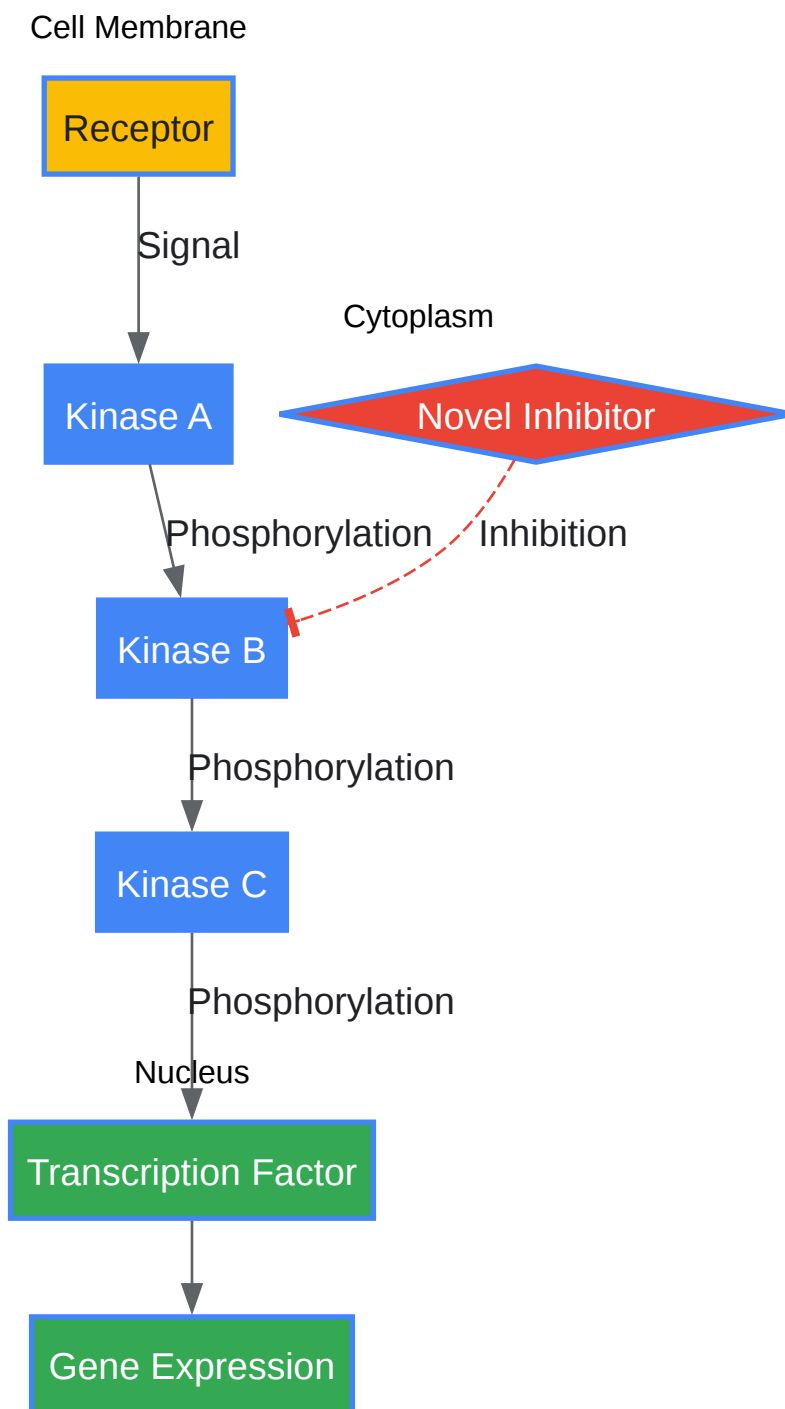 Cell Membrane
Receptor
Signal
Cytoplasm
Kinase A
Novel Inhibitor
Phosphorylation
Inhibition
Kinase B
Phosphorylation
Kinase C
Phosphorylation
Nucleus
Transcription Factor
Gene Expression